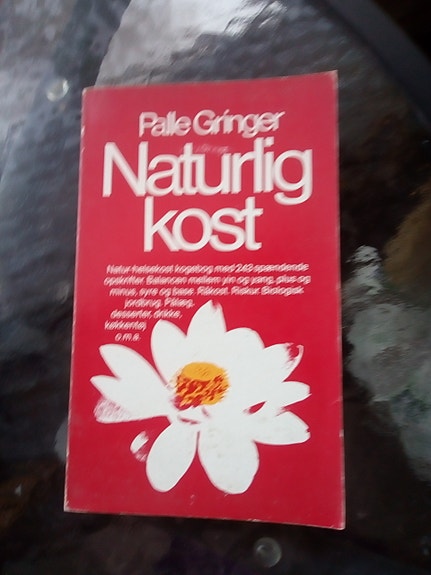 Palle Gringer
Naturlig
kost
Natur-helsekost kogebog med 243 spændende
opskrifter. Balancen mellem yin og yang, plus og
minus, syre og base. Råkost. Riskur. Biologisk
jordbrug. Pålæg,
desserter, drikke,
køkkentøj
o.m.a.